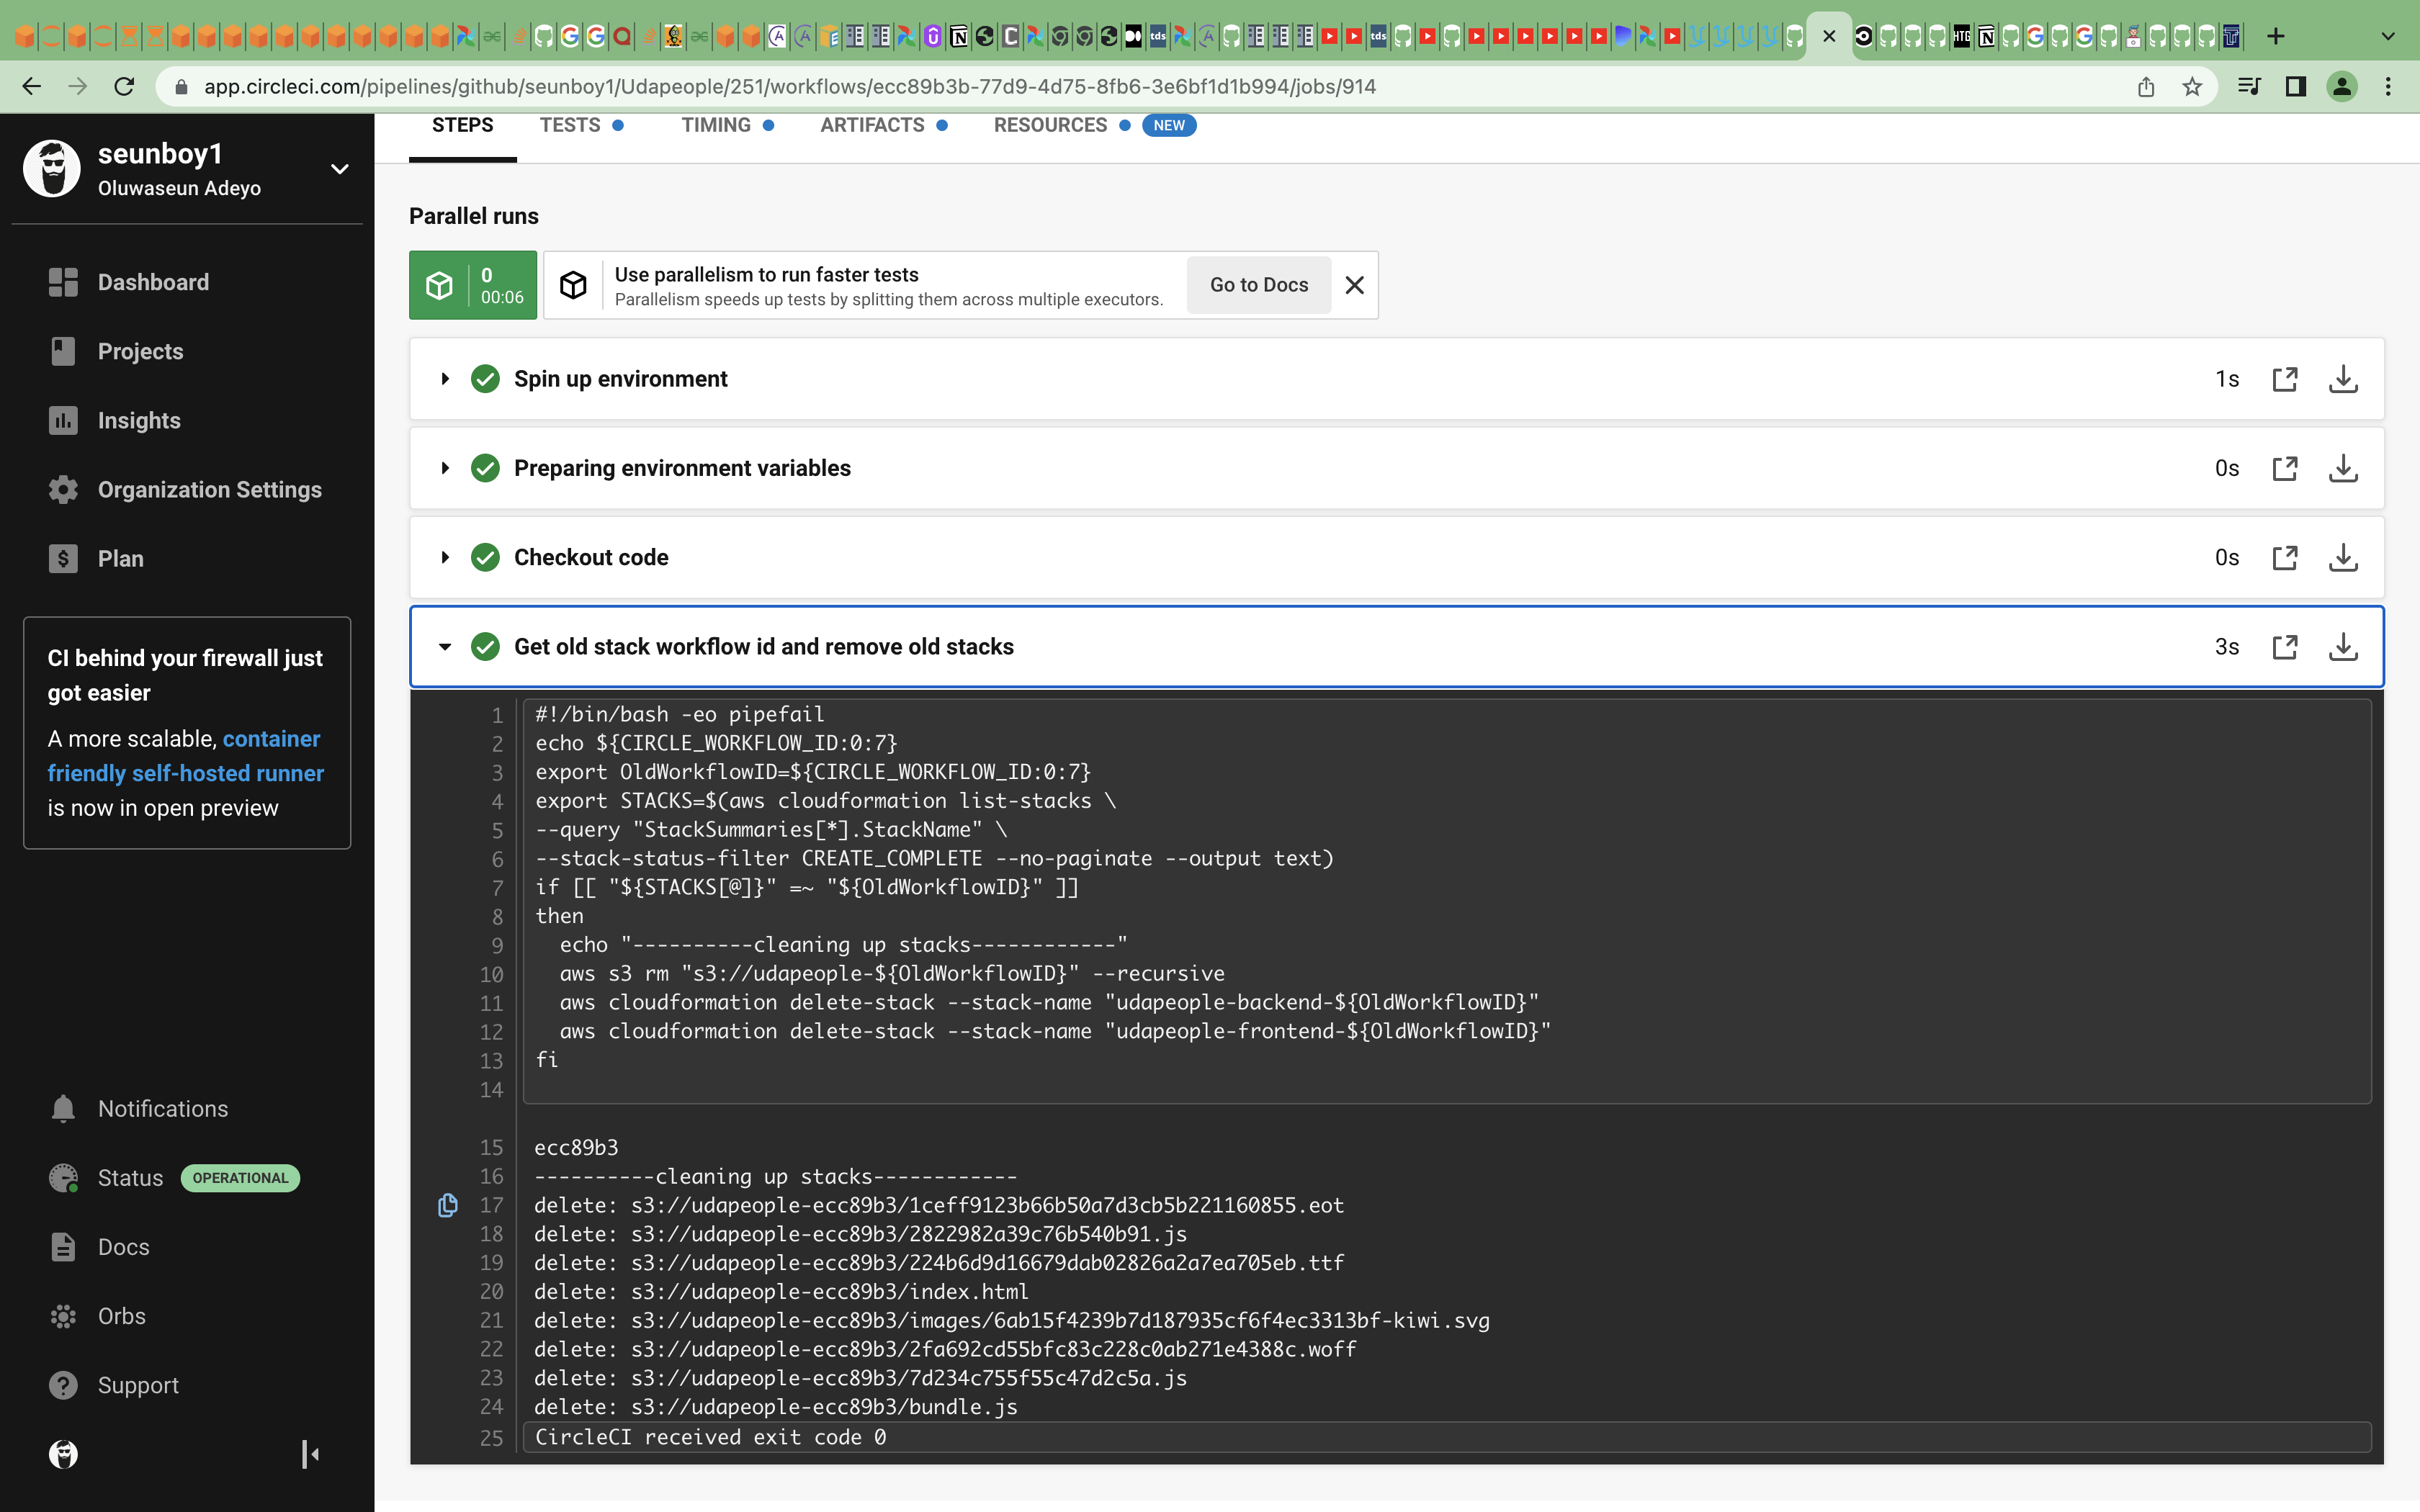 tds
tds
HTG
app.circleci.com/pipelines/github/seunboy1/Udapeople/251/workflows/ecc89b3b-77d9-4d75-8fb6-3e6bf1d1b994/jobs/914
seunboy1
Oluwaseun Adeyo
Dashboard
Projects
Insights
Organization Settings
Plan
CI behind your firewall just
got easier
A more scalable, container
friendly self-hosted runner
is now in open preview
Notifications
Status OPERATIONAL
Docs
Orbs
Support
STEPS TESTS TIMING ARTIFACTS RESOURCES NEW
Parallel runs
0
00:06
Use parallelism to run faster tests
Parallelism speeds up tests by splitting them across multiple executors.
Go to Docs
Spin up environment 1s
Preparing environment variables 0s
Checkout code 0s
Get old stack workflow id and remove old stacks 3s
1 #!/bin/bash -eo pipefail
2 echo ${CIRCLE_WORKFLOW_ID:0:7}
3 export OldWorkflowID=${CIRCLE_WORKFLOW_ID:0:7}
4 export STACKS=$(aws cloudformation list-stacks \
5 --query "StackSummaries[*].StackName" \
6 --stack-status-filter CREATE_COMPLETE --no-paginate --output text)
7 if [[ "${STACKS[@]}" =~ "${OldWorkflowID}" ]]
8 then
9 echo "----------cleaning up stacks------------"
10 aws s3 rm "s3://udapeople-${OldWorkflowID}" --recursive
11 aws cloudformation delete-stack --stack-name "udapeople-backend-${OldWorkflowID}"
12 aws cloudformation delete-stack --stack-name "udapeople-frontend-${OldWorkflowID}"
13 fi
14
15 ecc89b3
16 ----------cleaning up stacks------------
17 delete: s3://udapeople-ecc89b3/1ceff9123b66b50a7d3cb5b221160855.eot
18 delete: s3://udapeople-ecc89b3/2822982a39c76b540b91.js
19 delete: s3://udapeople-ecc89b3/224b6d9d16679dab02826a2a7ea705eb.ttf
20 delete: s3://udapeople-ecc89b3/index.html
21 delete: s3://udapeople-ecc89b3/images/6ab15f4239b7d187935cf6f4ec3313bf-kiwi.svg
22 delete: s3://udapeople-ecc89b3/2fa692cd55bfc83c228c0ab271e4388c.woff
23 delete: s3://udapeople-ecc89b3/7d234c755f55c47d2c5a.js
24 delete: s3://udapeople-ecc89b3/bundle.js
25 CircleCI received exit code 0